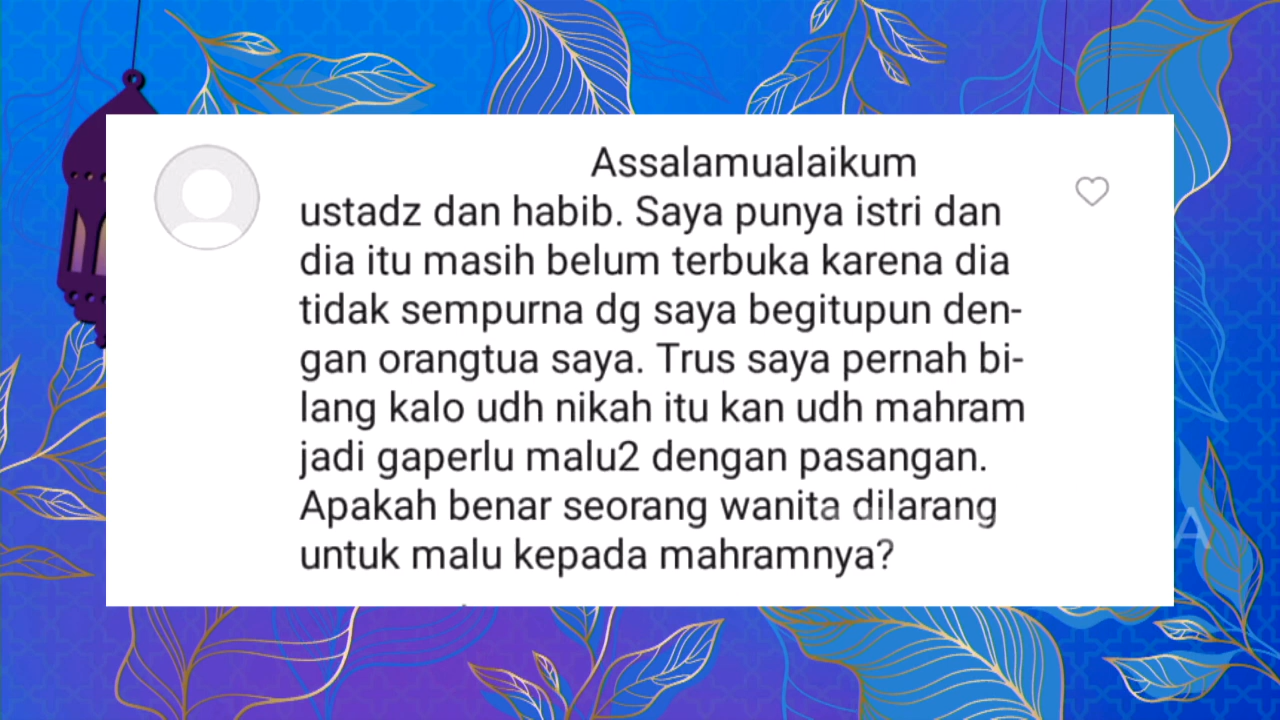 Assalamualaikum
ustadz dan habib. Saya punya istri dan
dia itu masih belum terbuka karena dia
tidak sempurna dg saya begitupun den-
gan orangtua saya. Trus saya pernah bi-
lang kalo udh nikah itu kan udh mahram
jadi gaperlu malu2 dengan pasangan.
Apakah benar seorang wanita dilarang
untuk malu kepada mahramnya?